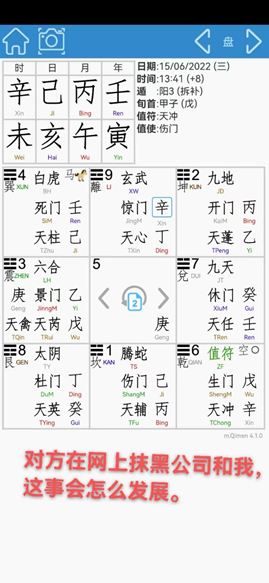 盘
时 日 月 年
辛 己 丙 壬
Xin Ji Bing Ren
未 亥 午 寅
Wei Hai Wu Yin
日期:15/06/2022 (三)
时间:13:41 (+8)
遁 :阳3 (拆补)
旬首:甲子 (戊)
值符:天冲
值使:伤门
4 白虎 马
巽 XUN BH
死门 壬
SiM Ren
天柱 己
TZhu Ji
9 玄武
離 LI XW
惊门 辛
JingM Xin
天心 丁
TXin Ding
2 九地
坤 KUN JD
开门 丙
KaiM Bing
天蓬 乙
TPeng Yi
3 六合
震 ZHEN LH
庚 景门 乙
Geng JinngM Yi
天禽 天芮 戊
TQin TRui Wu
5
2
庚
Geng
7 九天
兌 DUI JT
休门 癸
XiuM Gui
天任 壬
TRen Ren
8 太阴
艮 GEN TY
杜门 丁
DuM Ding
天英 癸
TYing Gui
1 腾蛇
坎 KAN TS
伤门 己
ShangM Ji
天辅 丙
TFu Bing
6 值符 空
乾 QIAN ZF
生门 戊
ShengM Wu
天冲 辛
TChong Xin
m.Qimen 4.1.0
对方在网上抹黑公司和我，
这事会怎么发展。